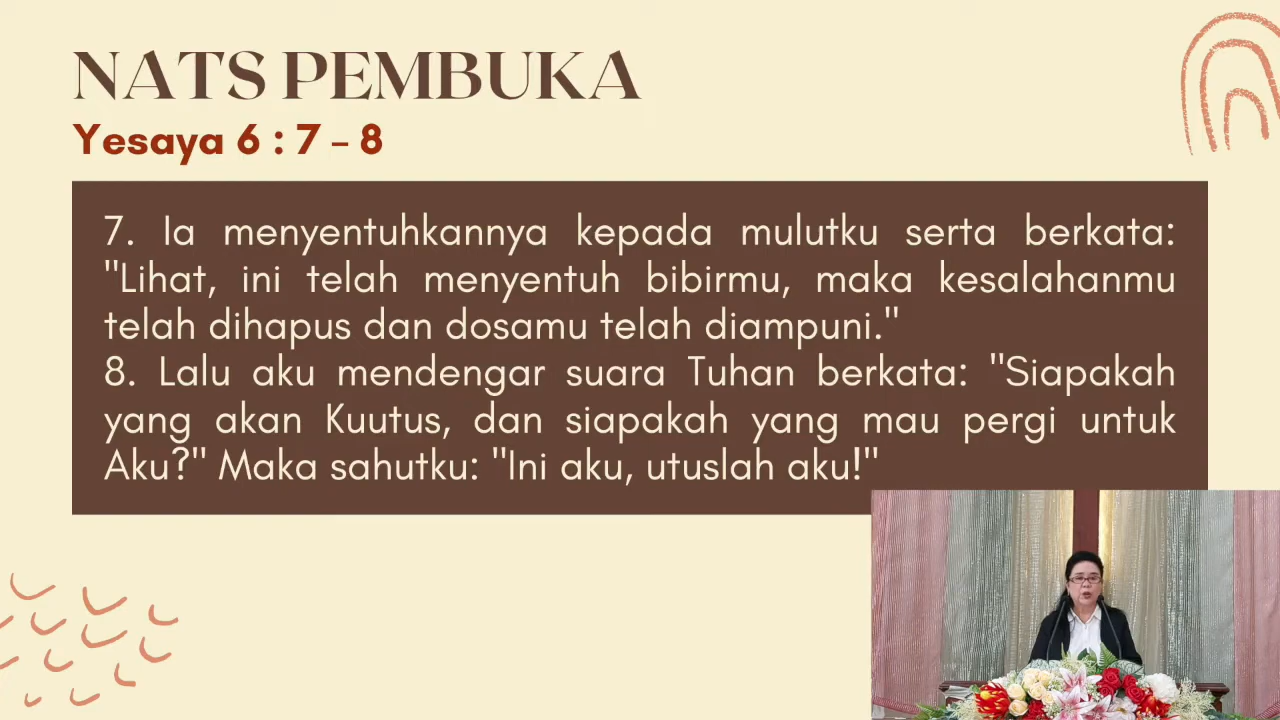 NATS PEMBUKA
Yesaya 6 : 7 – 8
7. Ia menyentuhkannya kepada mulutku serta berkata:
"Lihat, ini telah menyentuh bibirmu, maka kesalahanmu
telah dihapus dan dosamu telah diampuni."
8. Lalu aku mendengar suara Tuhan berkata: "Siapakah
yang akan Kuutus, dan siapakah yang mau pergi untuk
Aku?" Maka sahutku: "Ini aku, utuslah aku!"